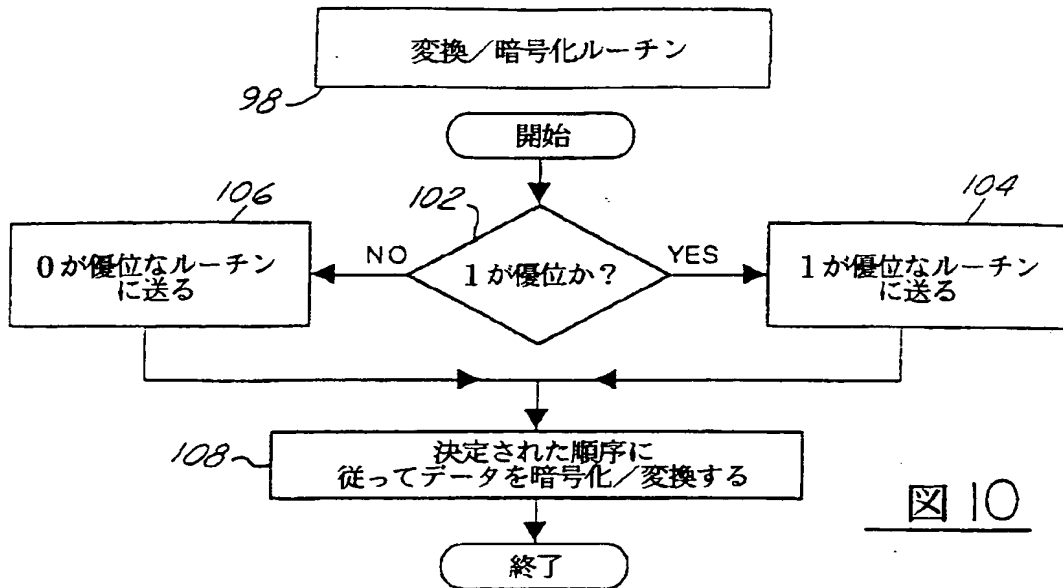 変換／暗号化ルーチン
98
開始
106
102
104
0が優位なルーチン
に送る
NO
1が優位か？
YES
1が優位なルーチン
に送る
108
決定された順序に
従ってデータを暗号化／変換する
図10
終了